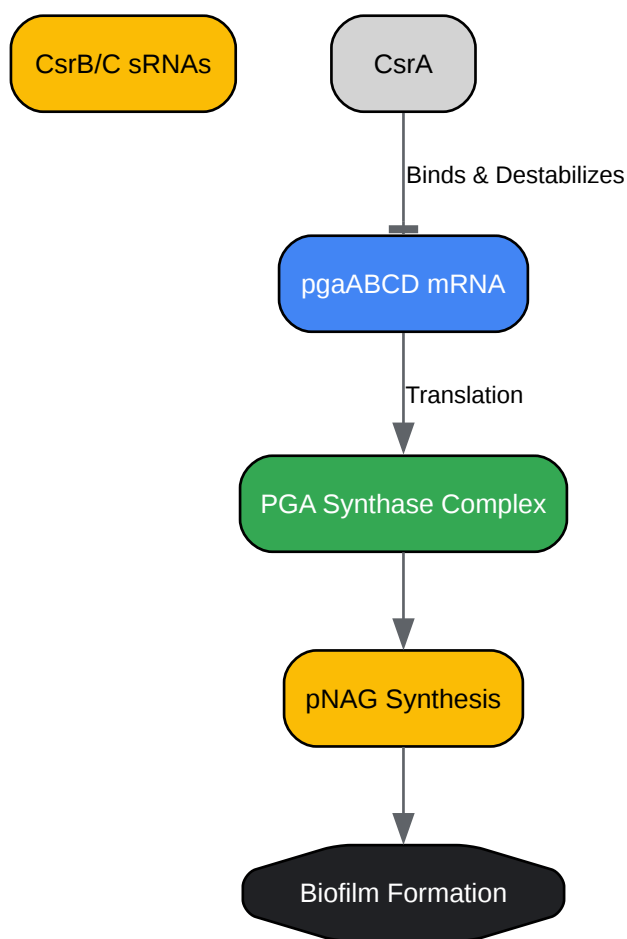 CsrB/C sRNAs
CsrA
Binds & Destabilizes
pgaABCD mRNA
Translation
PGA Synthase Complex
pNAG Synthesis
Biofilm Formation